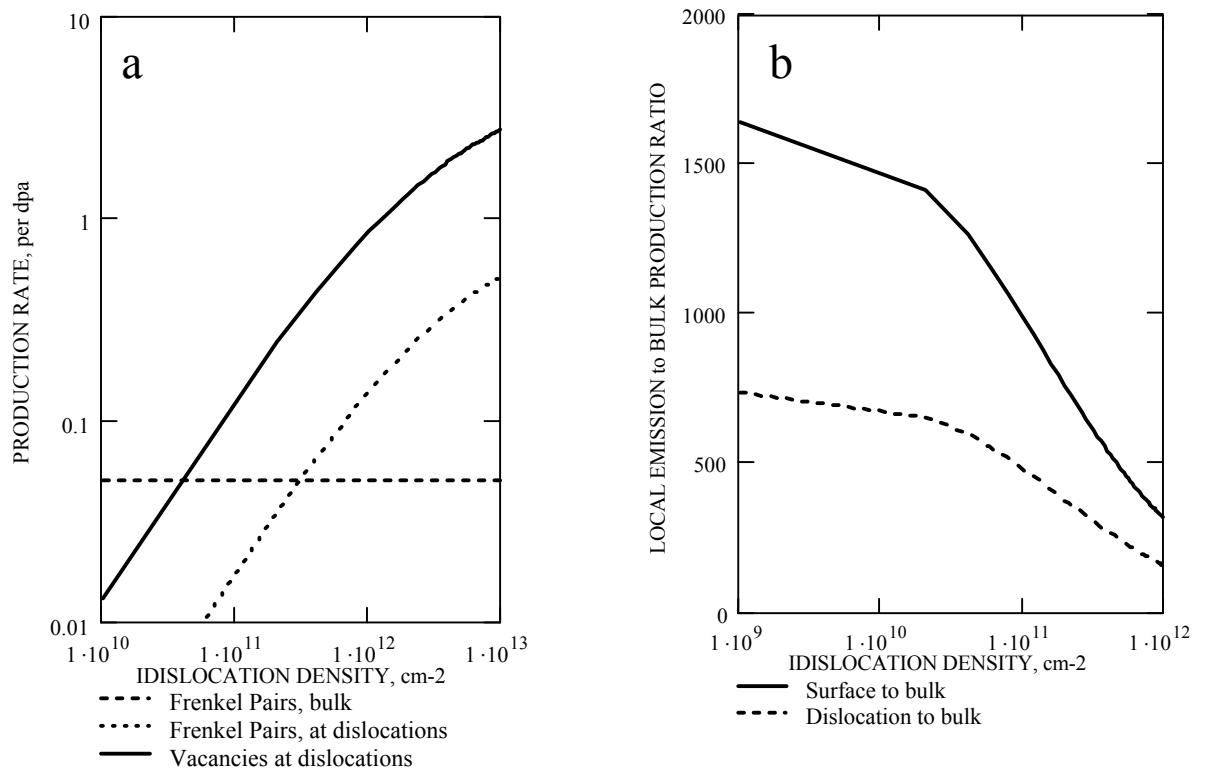 a
PRODUCTION RATE, per dpa
10
1
0.1
0.01
1 ·10^10
1 ·10^11
1 ·10^12
1 ·10^13
IDISLOCATION DENSITY, cm-2
Frenkel Pairs, bulk
Frenkel Pairs, at dislocations
Vacancies at dislocations
b
LOCAL EMISSION to BULK PRODUCTION RATIO
2000
1500
1000
500
0
1 ·10^9
1 ·10^10
1 ·10^11
1 ·10^12
IDISLOCATION DENSITY, cm-2
Surface to bulk
Dislocation to bulk